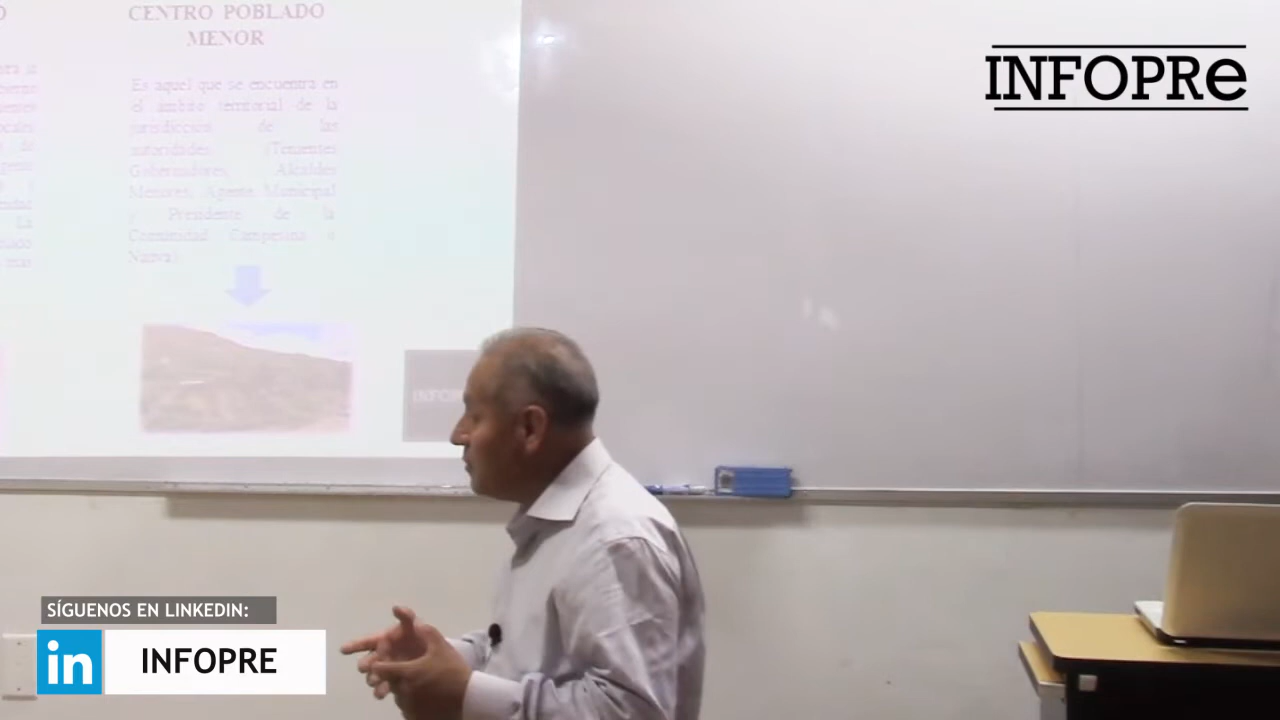 CENTRO POBLADO
MENOR
Es aquel que se encuentra en
el ámbito territorial de la
jurisdicción de las
autoridades (Tenientes
Gobernadores, Alcaldes
Menores, Agente Municipal
y Presidente de la
Comunidad Campesina o
Nativa)
INFOPRe
SÍGUENOS EN LINKEDIN:
in INFOPRE